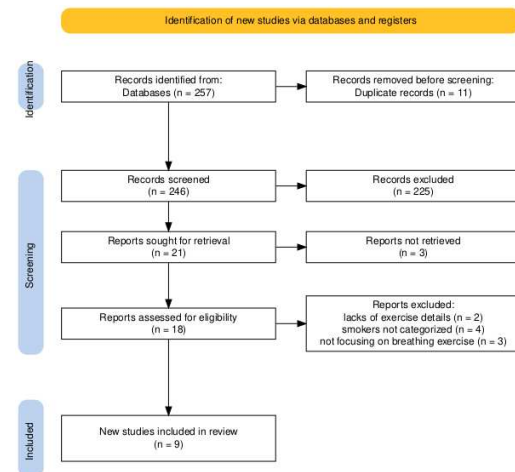 Identification of new studies via databases and registers
Identification
Records identified from:
Databases (n = 257)
Records removed before screening:
Duplicate records (n = 11)
Screening
Records screened
(n = 246)
Records excluded
(n = 225)
Reports sought for retrieval
(n = 21)
Reports not retrieved
(n = 3)
Reports assessed for eligibility
(n = 18)
Reports excluded:
lacks of exercise details (n = 2)
smokers not categorized (n = 4)
not focusing on breathing exercise (n = 3)
Included
New studies included in review
(n = 9)